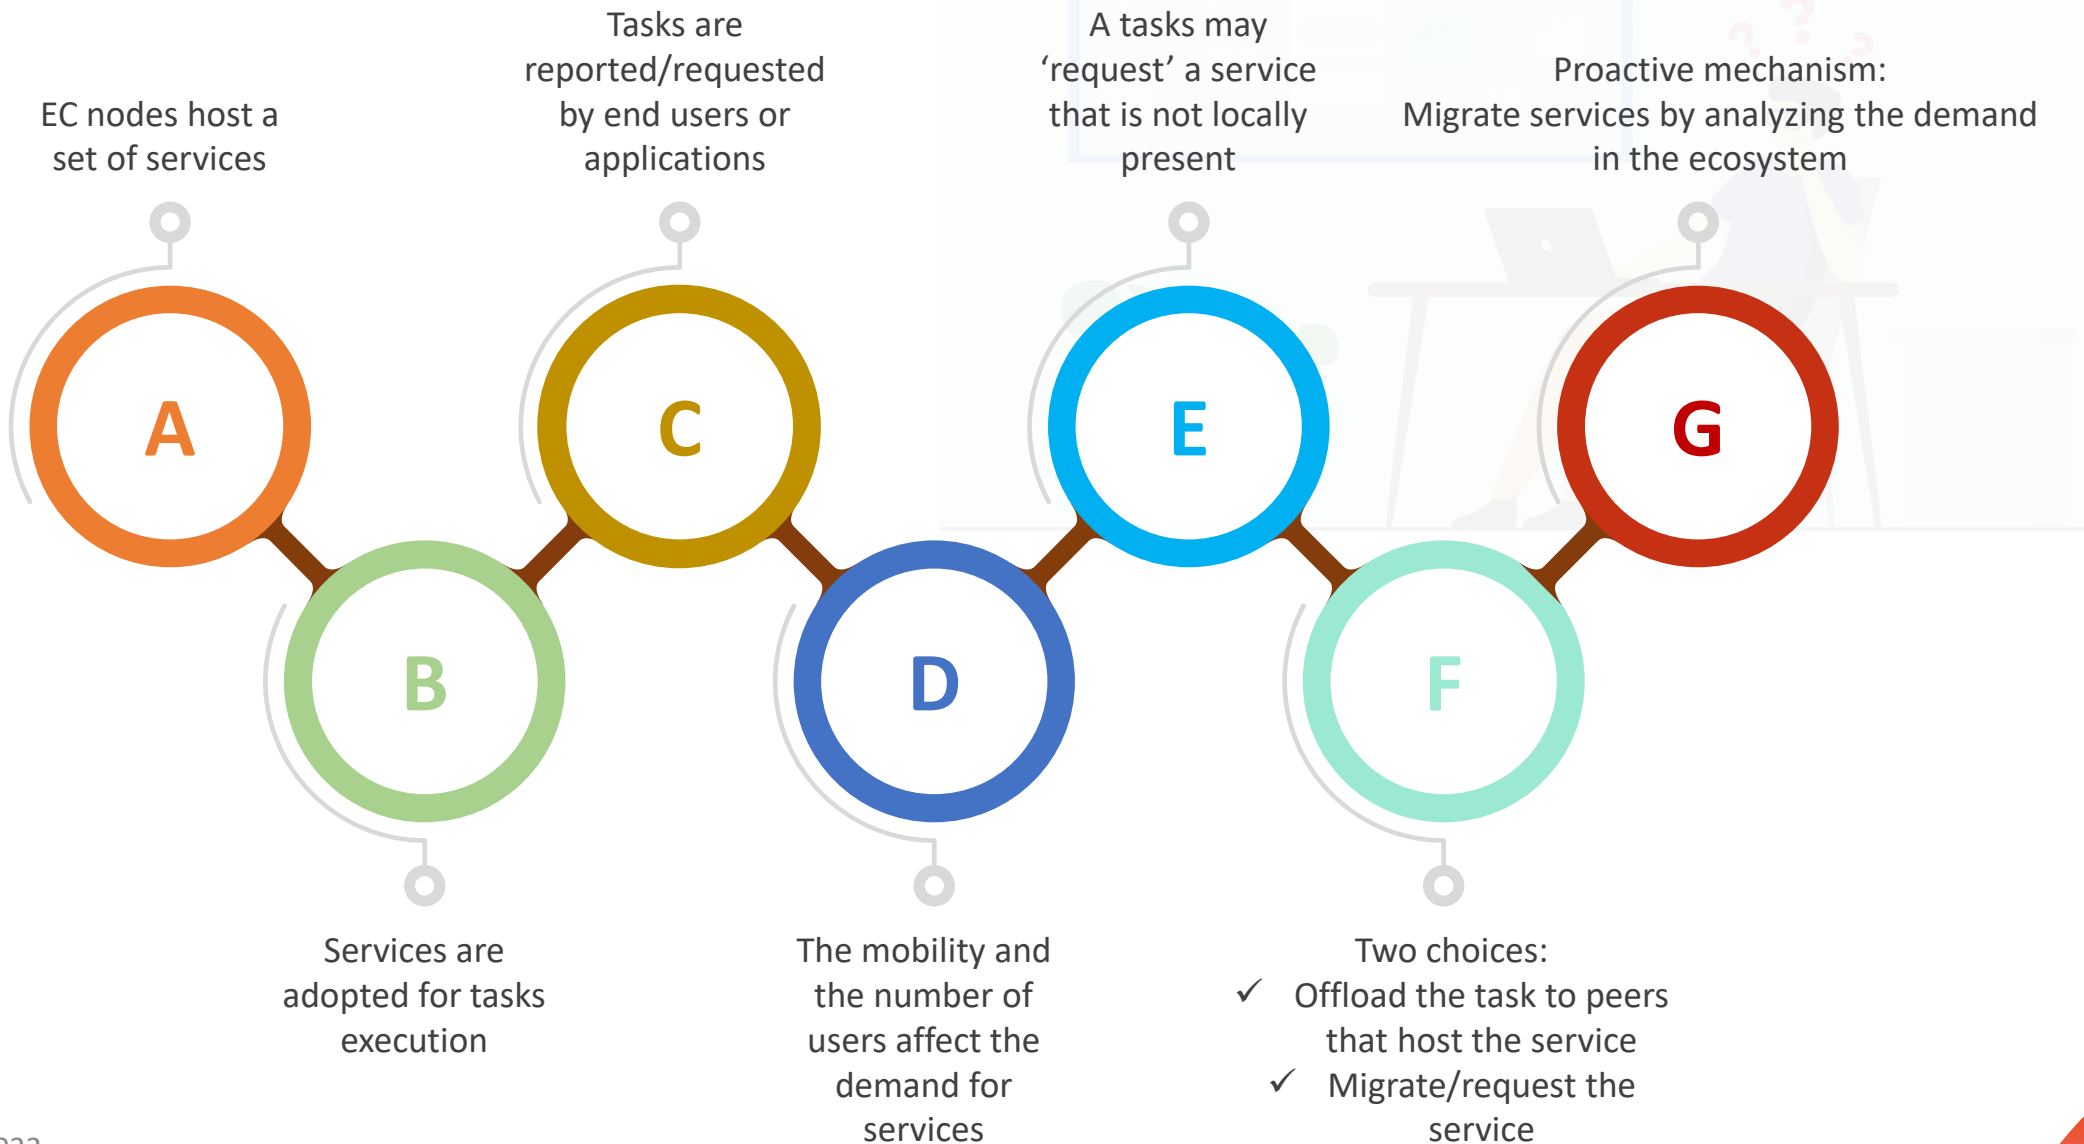 EC nodes host a
set of services
A
Services are
adopted for tasks
execution
B
Tasks are
reported/requested
by end users or
applications
C
The mobility and
the number of
users affect the
demand for
services
D
A tasks may
‘request’ a service
that is not locally
present
E
Two choices:
✓ Offload the task to peers
that host the service
✓ Migrate/request the
service
F
Proactive mechanism:
Migrate services by analyzing the demand
in the ecosystem
G